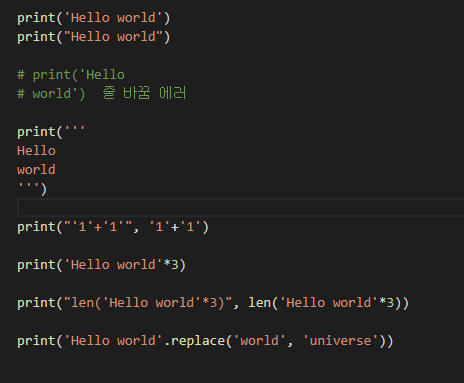 print('Hello world')
print("Hello world")
# print('Hello
# world')  줄 바꿈 에러
print('''
Hello
world
''')
print("'1'+'1'", '1'+'1')
print('Hello world'*3)
print("len('Hello world'*3)", len('Hello world'*3))
print('Hello world'.replace('world', 'universe'))